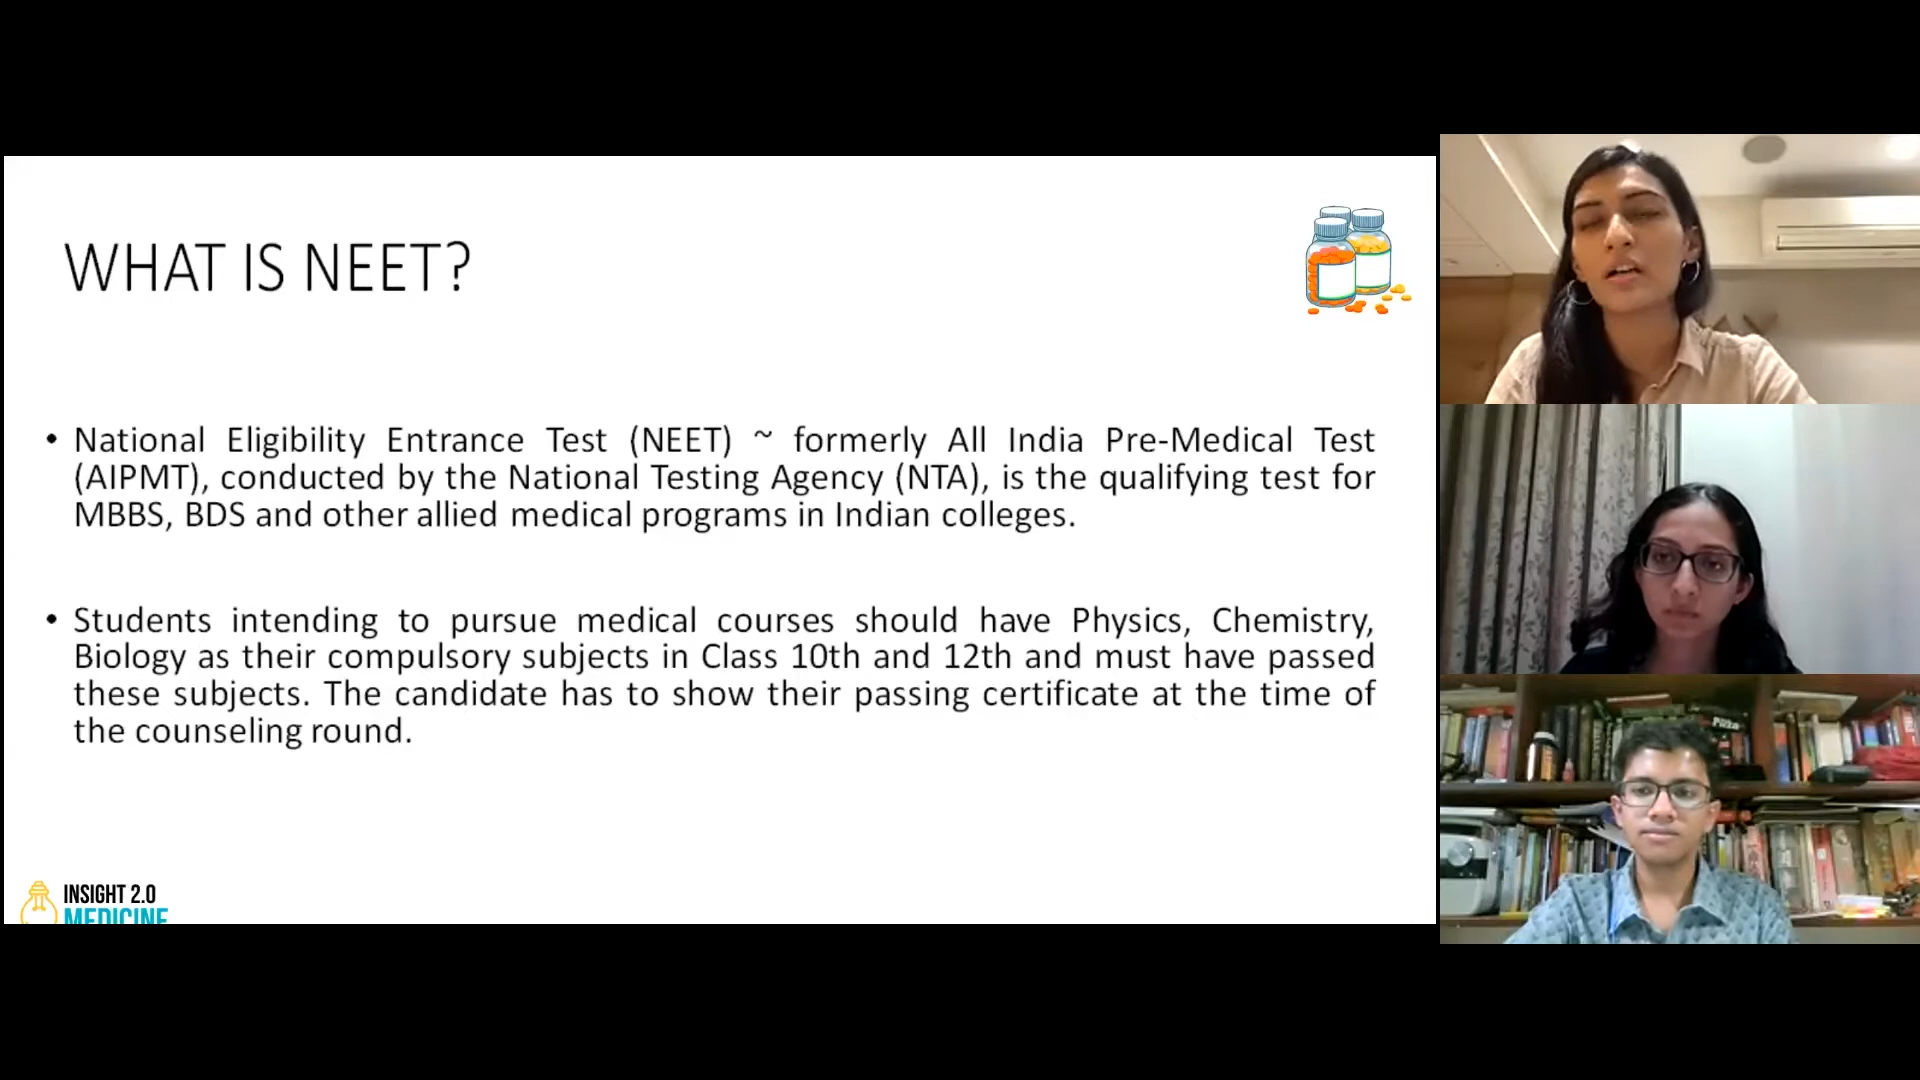 WHAT IS NEET?
• National Eligibility Entrance Test (NEET) ~ formerly All India Pre-Medical Test
(AIPMT), conducted by the National Testing Agency (NTA), is the qualifying test for
MBBS, BDS and other allied medical programs in Indian colleges.
• Students intending to pursue medical courses should have Physics, Chemistry,
Biology as their compulsory subjects in Class 10th and 12th and must have passed
these subjects. The candidate has to show their passing certificate at the time of
the counseling round.
INSIGHT 2.0
MEDICINE